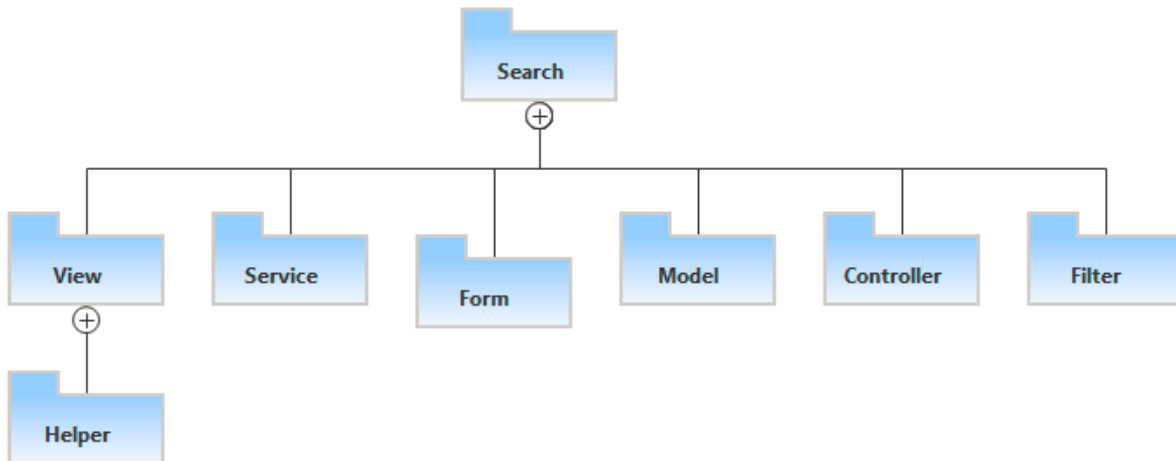 Search
View
Service
Form
Model
Controller
Filter
Helper